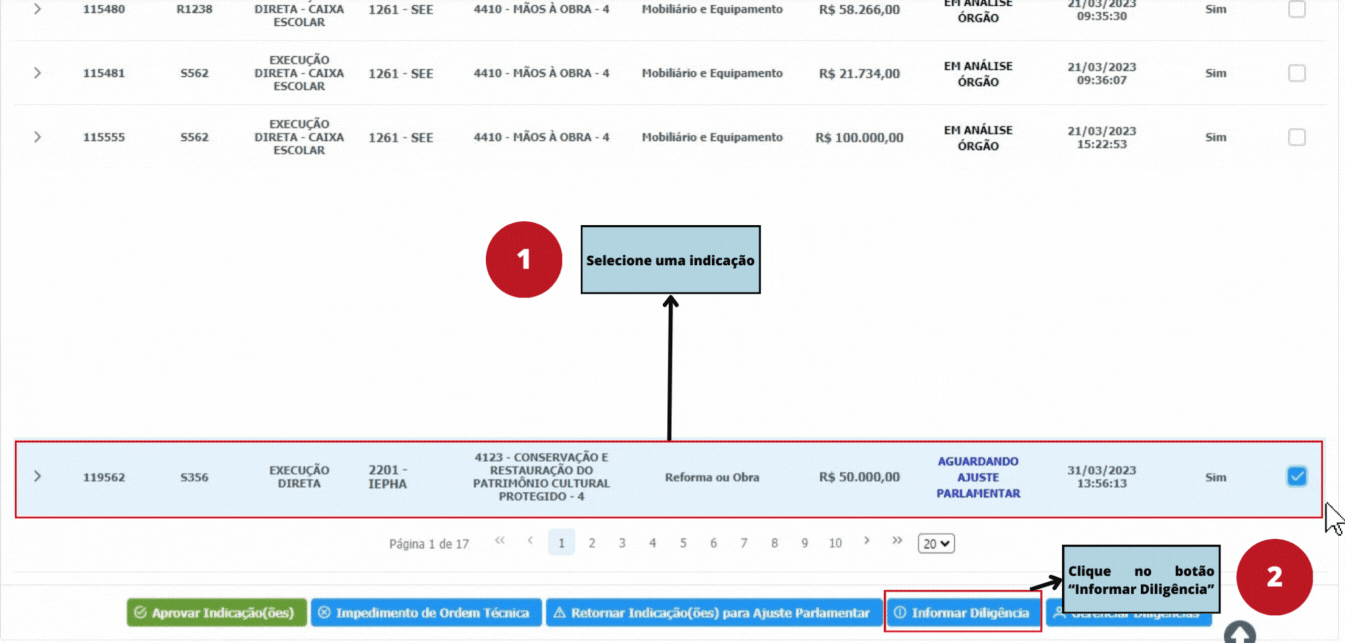 115480 R1238 DIRETA - CAIXA ESCOLAR 1261 - SEE 4410 - MÃOS À OBRA - 4 Mobiliário e Equipamento R$ 58.266,00 EM ANÁLISE ÓRGÃO 21/03/2023 09:35:30 Sim
115481 S562 EXECUÇÃO DIRETA - CAIXA ESCOLAR 1261 - SEE 4410 - MÃOS À OBRA - 4 Mobiliário e Equipamento R$ 21.734,00 EM ANÁLISE ÓRGÃO 21/03/2023 09:36:07 Sim
115555 S562 EXECUÇÃO DIRETA - CAIXA ESCOLAR 1261 - SEE 4410 - MÃOS À OBRA - 4 Mobiliário e Equipamento R$ 100.000,00 EM ANÁLISE ÓRGÃO 21/03/2023 15:22:53 Sim
1 Selecione uma indicação
119562 S356 EXECUÇÃO DIRETA 2201 - IEPHA 4123 - CONSERVAÇÃO E RESTAURAÇÃO DO PATRIMÔNIO CULTURAL PROTEGIDO - 4 Reforma ou Obra R$ 50.000,00 AGUARDANDO AJUSTE PARLAMENTAR 31/03/2023 13:56:13 Sim
Página 1 de 17 « ‹ 1 2 3 4 5 6 7 8 9 10 › » 20
Clique no botão
“Informar Diligência”
2
Aprovar Indicação(ões) Impedimento de Ordem Técnica Retornar Indicação(ões) para Ajuste Parlamentar Informar Diligência Gerenciar Diligências